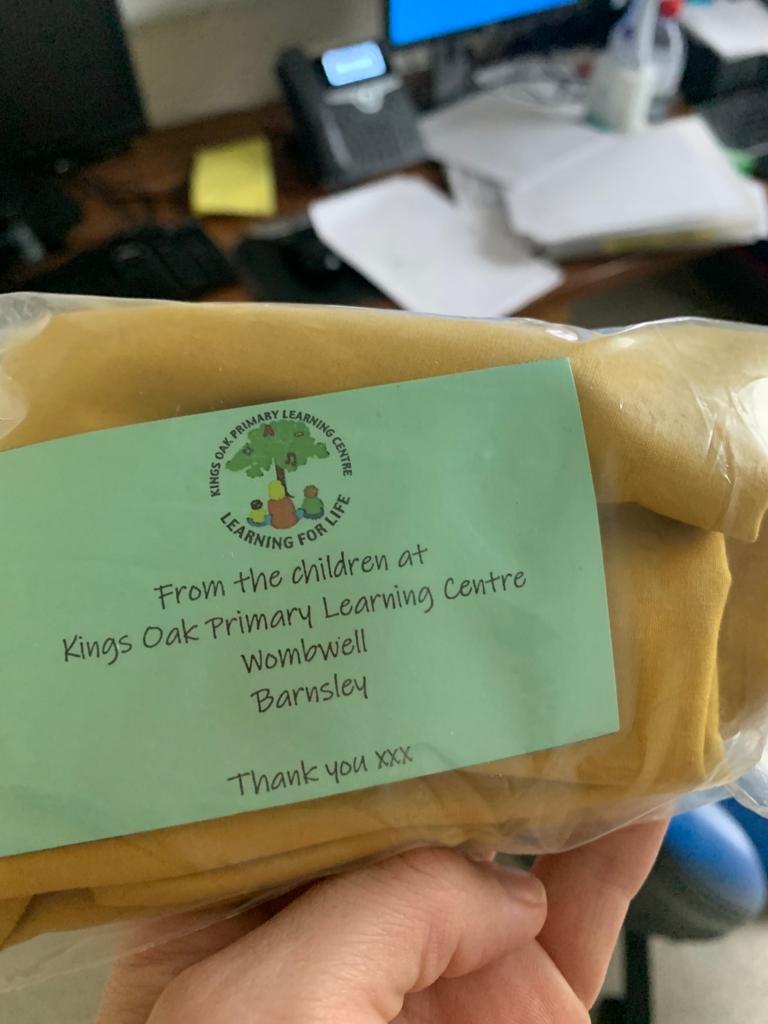 KINGS OAK PRIMARY LEARNING CENTRE
LEARNING FOR LIFE
From the children at
Kings Oak Primary Learning Centre
Wombwell
Barnsley
Thank you xxx